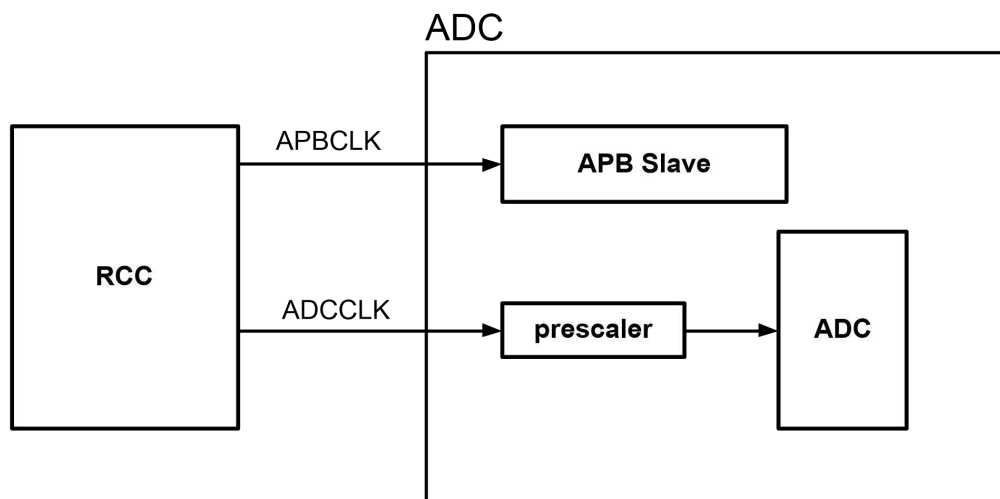 ADC
APBCLK
APB Slave
RCC
ADCCLK
prescaler
ADC